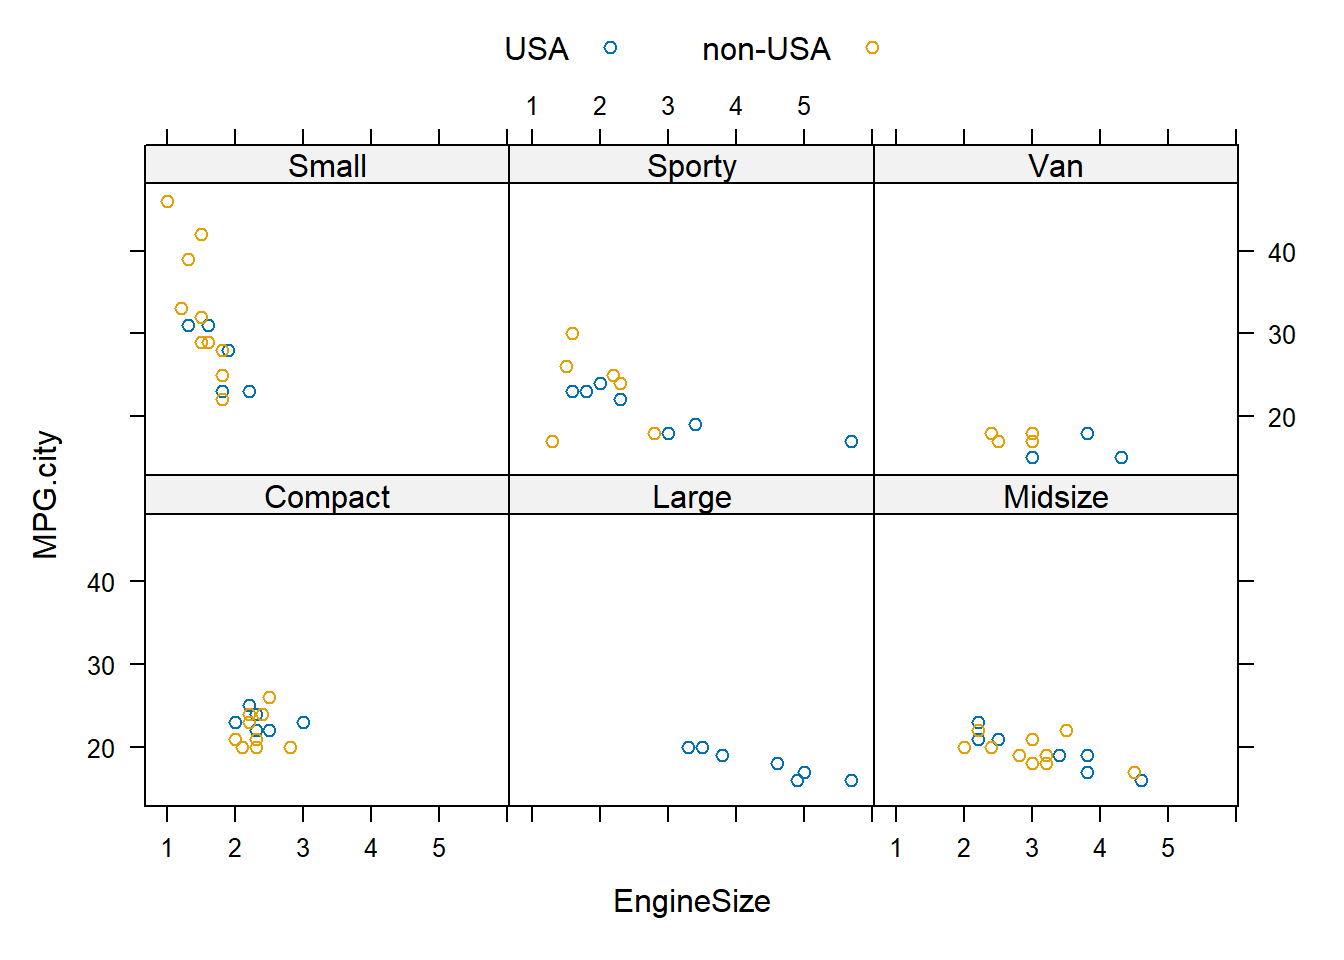 USA non-USA
1 2 3 4 5
Small Sporty Van
40
30
20
Compact Large Midsize
MPG.city
40
30
20
1 2 3 4 5 1 2 3 4 5
EngineSize